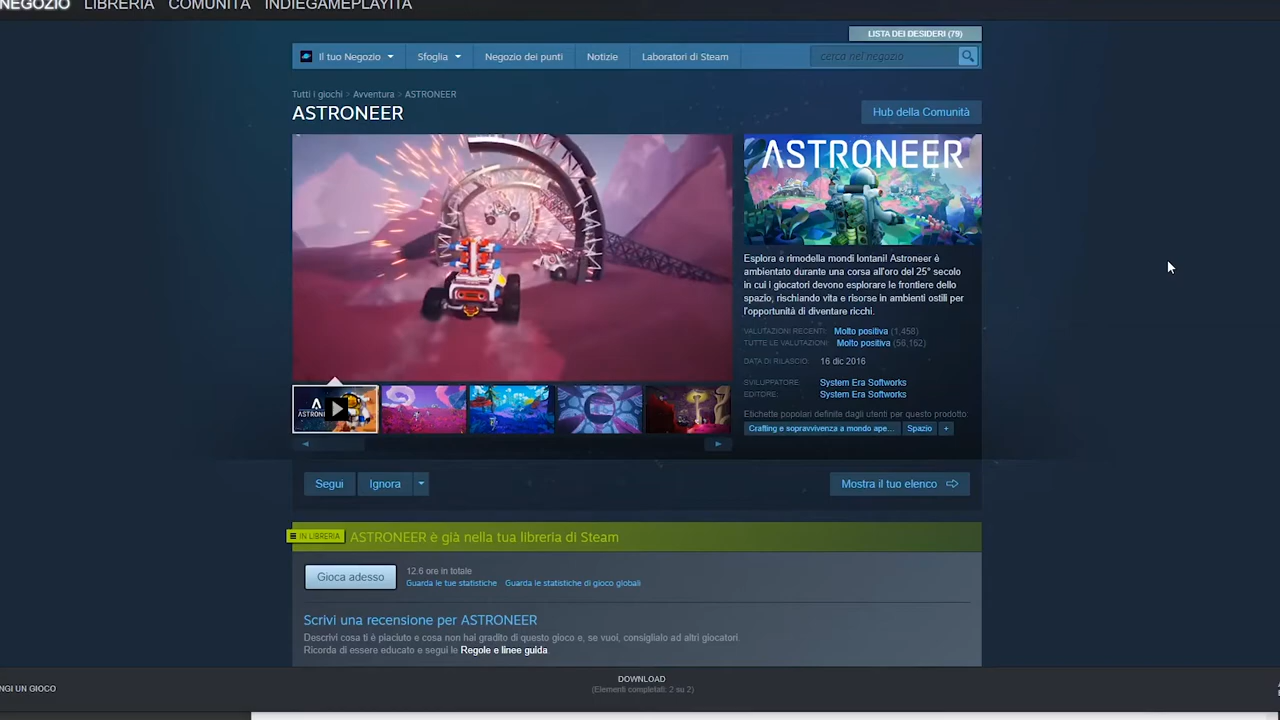 NEGOZIO LIBRERIA COMUNITÀ INDIEGAMEPLAYITA
LISTA DEI DESIDERI (79)
Il tuo Negozio Sfoglia Negozio dei punti Notizie Laboratori di Steam cerca nel negozio
Tutti i giochi > Avventura > ASTRONEER
ASTRONEER
Hub della Comunità
ASTRONEER
Esplora e rimodella mondi lontani! Astroneer è
ambientato durante una corsa all'oro del 25° secolo
in cui i giocatori devono esplorare le frontiere dello
spazio, rischiando vita e risorse in ambienti ostili per
l'opportunità di diventare ricchi.
VALUTAZIONI RECENTI: Molto positiva (1,458)
TUTTE LE VALUTAZIONI: Molto positiva (56,162)
DATA DI RILASCIO: 16 dic 2016
SVILUPPATORE: System Era Softworks
EDITORE: System Era Softworks
Etichette popolari definite dagli utenti per questo prodotto:
Crafting e sopravvivenza a mondo ape... Spazio +
Segui Ignora Mostra il tuo elenco
IN LIBRERIA ASTRONEER è già nella tua libreria di Steam
Gioca adesso
12.6 ore in totale
Guarda le tue statistiche Guarda le statistiche di gioco globali
Scrivi una recensione per ASTRONEER
Descrivi cosa ti è piaciuto e cosa non hai gradito di questo gioco e, se vuoi, consiglialo ad altri giocatori.
Ricorda di essere educato e segui le Regole e linee guida.
DOWNLOAD
NGI UN GIOCO (Elementi completati: 2 su 2)